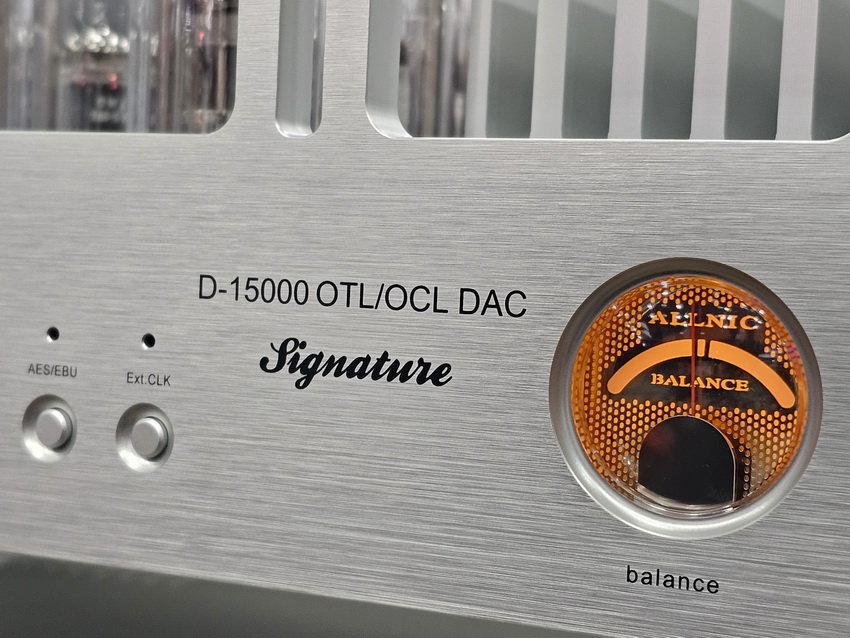 D-15000 OTL/OCL DAC
Signature
AES/EBU
Ext.CLK
ALLNIC
BALANCE
balance